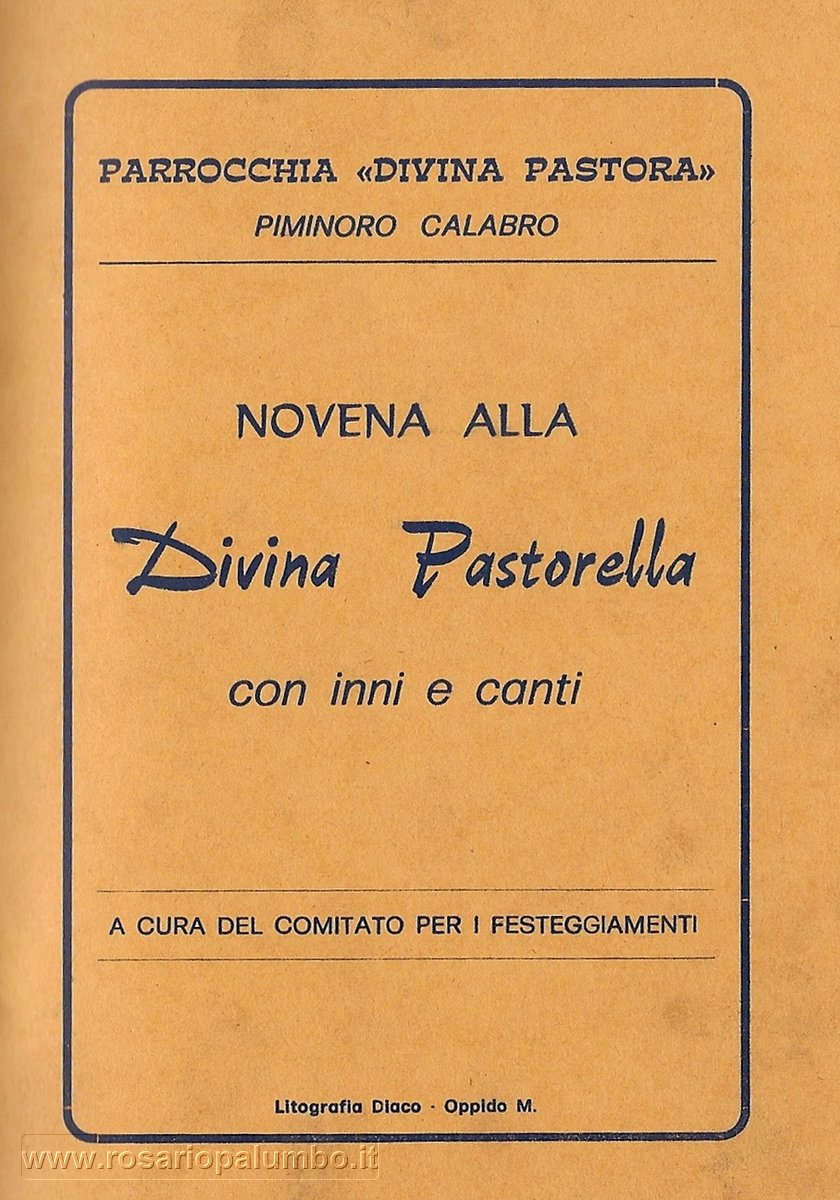 PARROCCHIA «DIVINA PASTORA»
PIMINORO CALABRO
NOVENA ALLA
Divina Pastorella
con inni e canti
A CURA DEL COMITATO PER I FESTEGGIAMENTI
Litografia Diaco - Oppido M.
www.rosariopalumbo.it